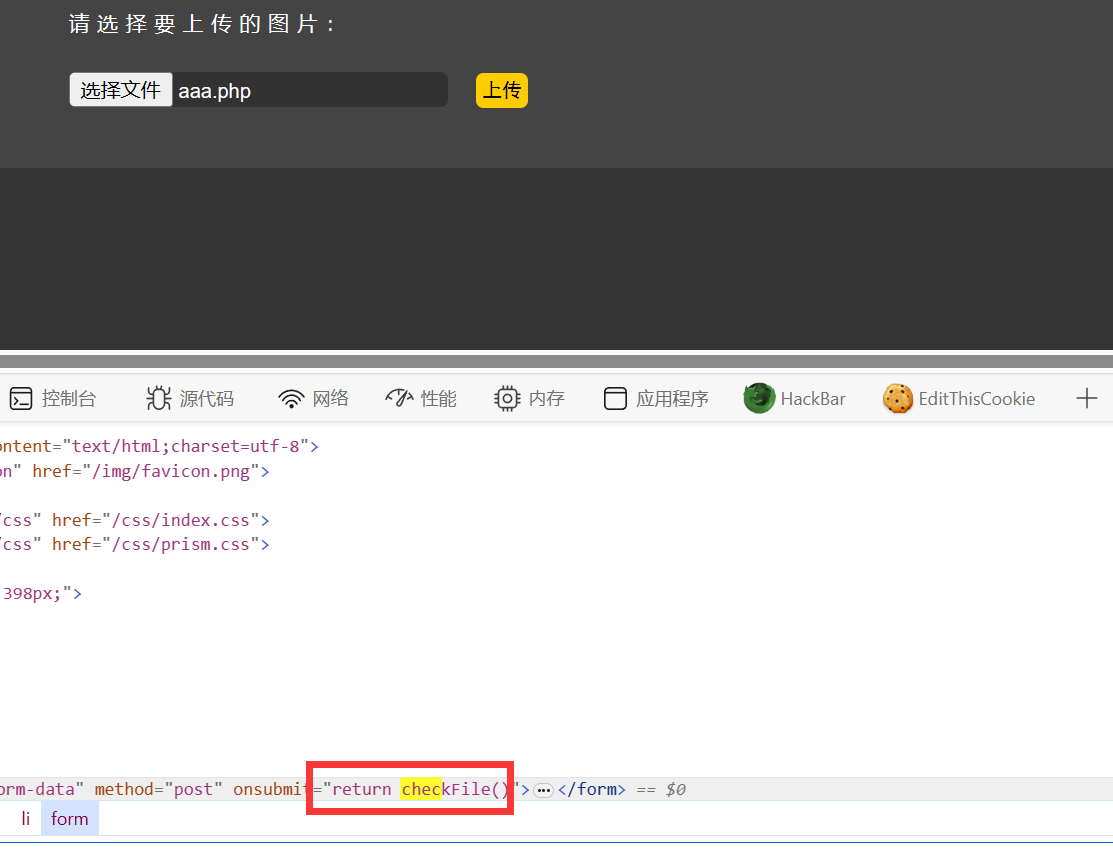 请选择要上传的图片:
选择文件 aaa.php 上传
控制台 源代码 网络 性能 内存 应用程序 HackBar EditThisCookie
ontent="text/html;charset=utf-8">
on" href="/img/favicon.png">
/css" href="/css/index.css">
/css" href="/css/prism.css">
398px;">
orm-data" method="post" onsubmit="return checkFile()">…</form> == $0
li form